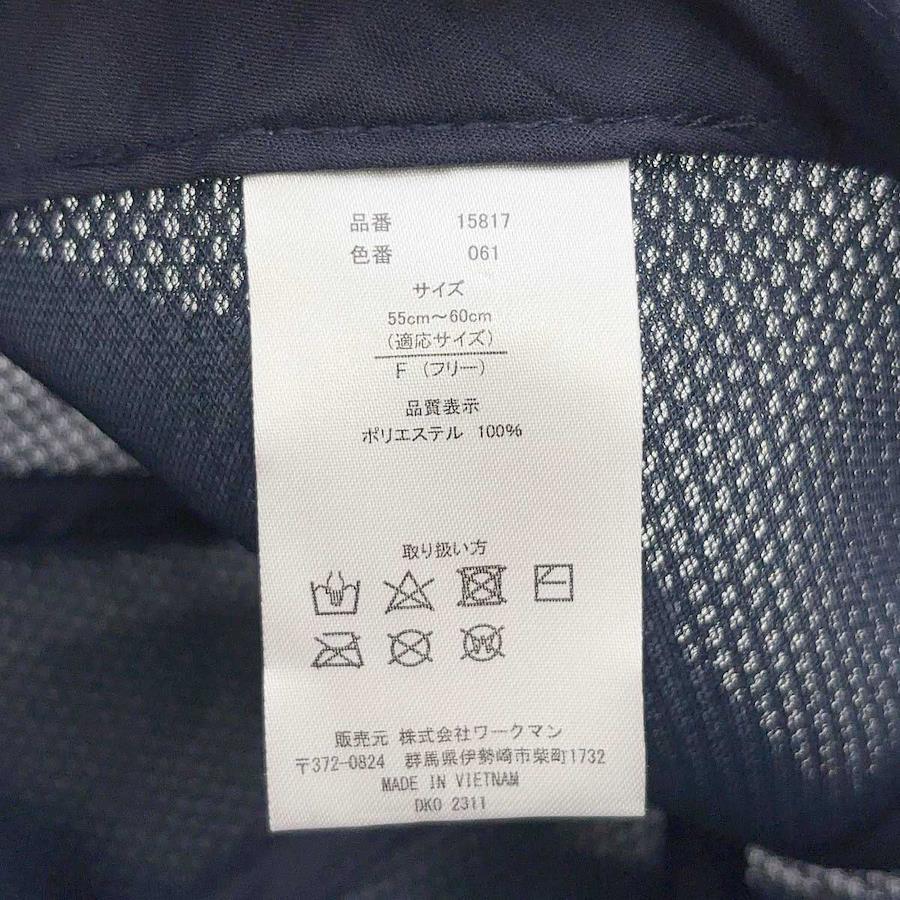 品番 15817
色番 061
サイズ
55cm～60cm
（適応サイズ）
F （フリー）
品質表示
ポリエステル 100%
取り扱い方
販売元 株式会社ワークマン
〒372-0824 群馬県伊勢崎市柴町1732
MADE IN VIETNAM
DKO 2311